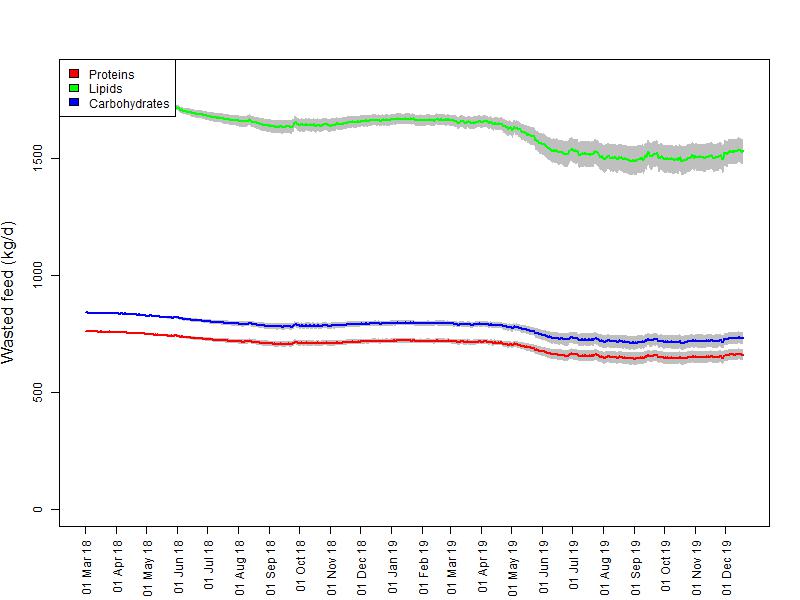 Proteins
Lipids
Carbohydrates
Wasted feed (kg/d)
1500
1000
500
0
01 Mar 18
01 Apr 18
01 May 18
01 Jun 18
01 Jul 18
01 Aug 18
01 Sep 18
01 Oct 18
01 Nov 18
01 Dec 18
01 Jan 19
01 Feb 19
01 Mar 19
01 Apr 19
01 May 19
01 Jun 19
01 Jul 19
01 Aug 19
01 Sep 19
01 Oct 19
01 Nov 19
01 Dec 19